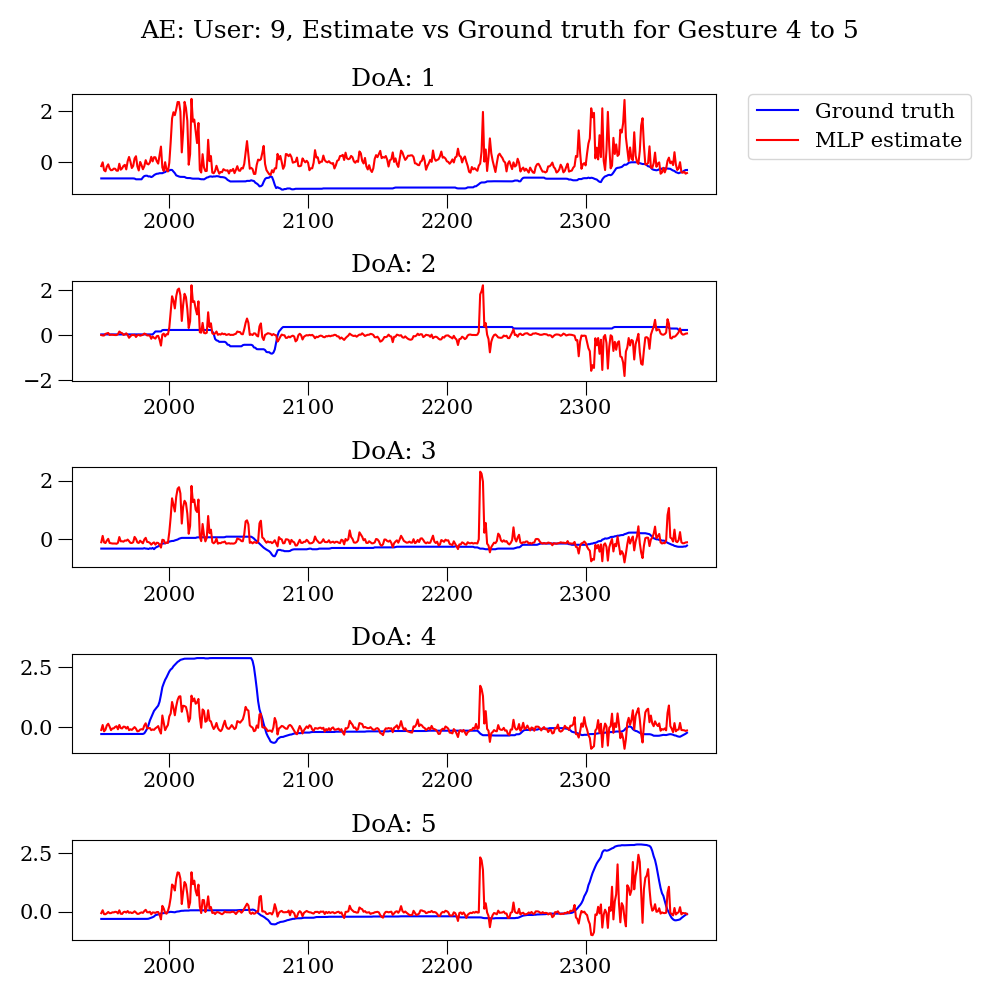 AE: User: 9, Estimate vs Ground truth for Gesture 4 to 5
DoA: 1
Ground truth
MLP estimate
2
0
2000 2100 2200 2300
DoA: 2
2
0
−2
2000 2100 2200 2300
DoA: 3
2
0
2000 2100 2200 2300
DoA: 4
2.5
0.0
2000 2100 2200 2300
DoA: 5
2.5
0.0
2000 2100 2200 2300